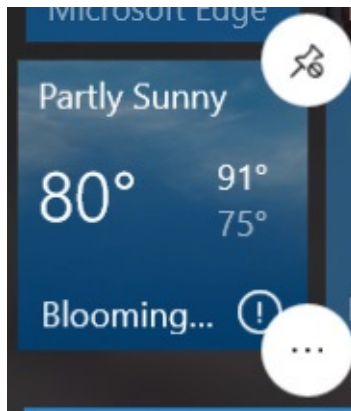 Microsoft Edge
Partly Sunny
80° 91°
75°
Blooming...